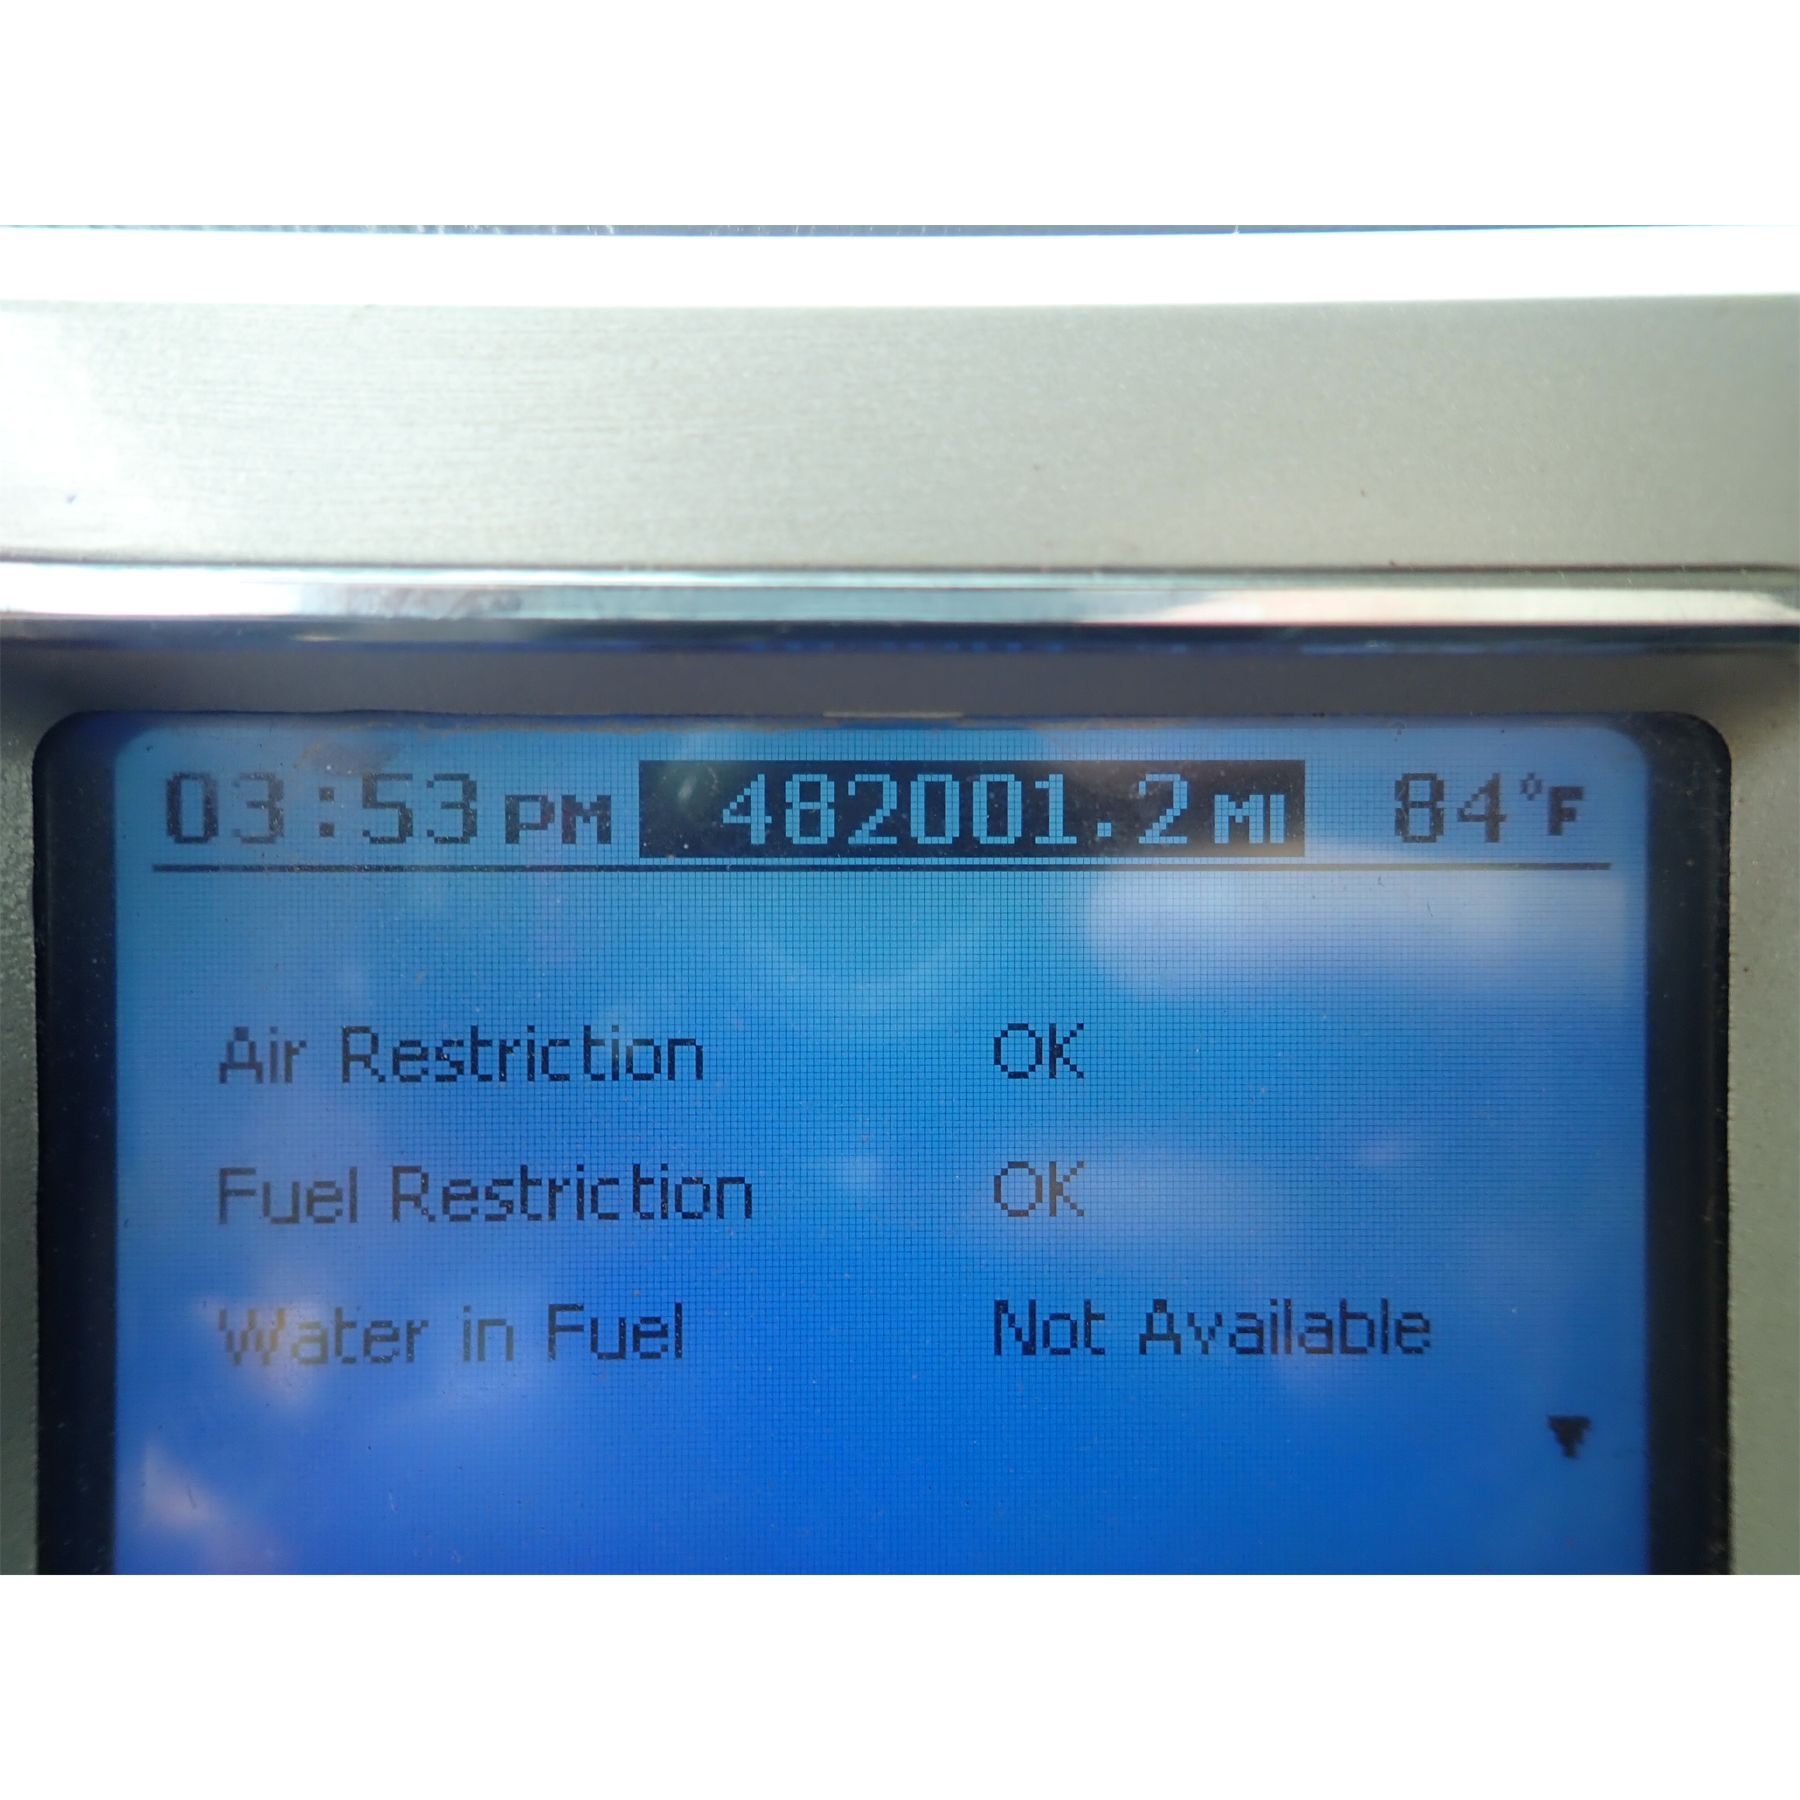 03:53 PM 482001.2 MI 84°F
Air Restriction OK
Fuel Restriction OK
Water in Fuel Not Available